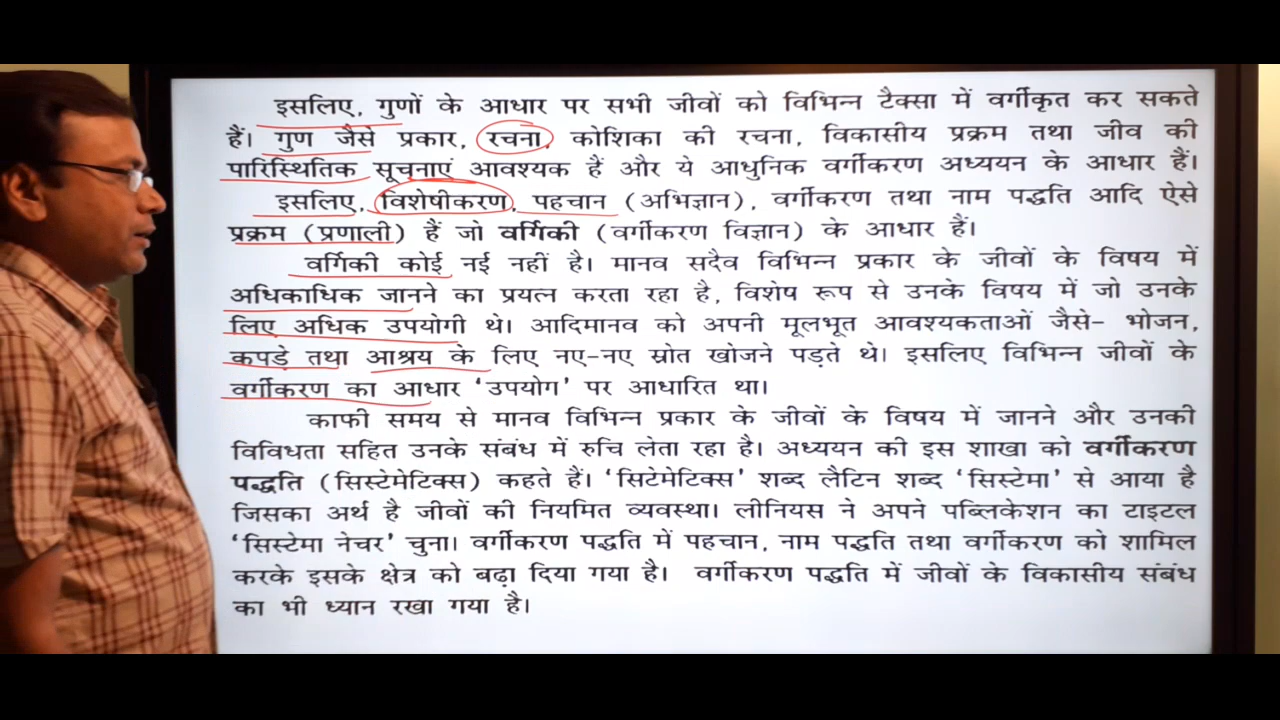 इसलिए, गुणों के आधार पर सभी जीवों को विभिन्न टैक्सा में वर्गीकृत कर सकते
हैं। गुण जैसे प्रकार, रचना, कोशिका की रचना, विकासीय प्रक्रम तथा जीव की
पारिस्थितिक सूचनाएं आवश्यक हैं और ये आधुनिक वर्गीकरण अध्ययन के आधार हैं।
इसलिए, विशेषीकरण, पहचान (अभिज्ञान), वर्गीकरण तथा नाम पद्धति आदि ऐसे
प्रक्रम (प्रणाली) हैं जो वर्गिकी (वर्गीकरण विज्ञान) के आधार हैं।
वर्गिकी कोई नई नहीं है। मानव सदैव विभिन्न प्रकार के जीवों के विषय में
अधिकाधिक जानने का प्रयत्न करता रहा है, विशेष रूप से उनके विषय में जो उनके
लिए अधिक उपयोगी थे। आदिमानव को अपनी मूलभूत आवश्यकताओं जैसे– भोजन,
कपड़े तथा आश्रय के लिए नए-नए स्रोत खोजने पड़ते थे। इसलिए विभिन्न जीवों के
वर्गीकरण का आधार ‘उपयोग’ पर आधारित था।
काफी समय से मानव विभिन्न प्रकार के जीवों के विषय में जानने और उनकी
विविधता सहित उनके संबंध में रुचि लेता रहा है। अध्ययन की इस शाखा को वर्गीकरण
पद्धति (सिस्टेमेटिक्स) कहते हैं। ‘सिटेमेटिक्स’ शब्द लैटिन शब्द ‘सिस्टेमा’ से आया है
जिसका अर्थ है जीवों की नियमित व्यवस्था। लीनियस ने अपने पब्लिकेशन का टाइटल
‘सिस्टेमा नेचर’ चुना। वर्गीकरण पद्धति में पहचान, नाम पद्धति तथा वर्गीकरण को शामिल
करके इसके क्षेत्र को बढ़ा दिया गया है। वर्गीकरण पद्धति में जीवों के विकासीय संबंध
का भी ध्यान रखा गया है।